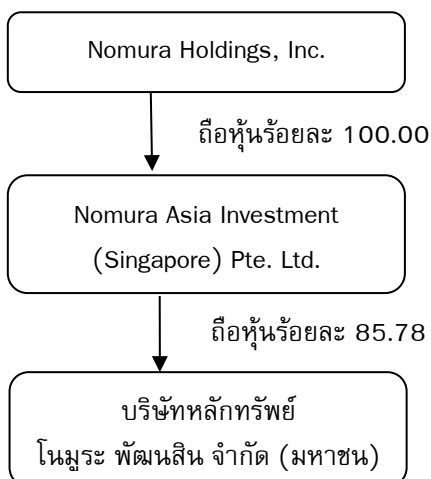 Nomura Holdings, Inc.
ถือหุ้นร้อยละ 100.00
Nomura Asia Investment
(Singapore) Pte. Ltd.
ถือหุ้นร้อยละ 85.78
บริษัทหลักทรัพย์
โนมูระ พัฒนสิน จำกัด (มหาชน)